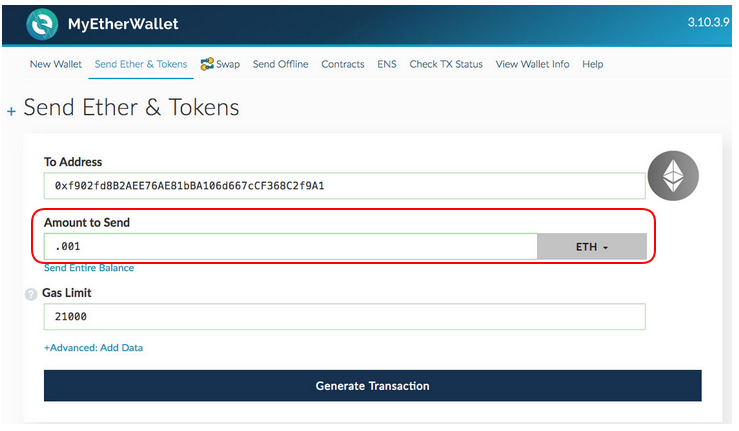 MyEtherWallet
3.10.3.9
New Wallet Send Ether & Tokens Swap Send Offline Contracts ENS Check TX Status View Wallet Info Help
+ Send Ether & Tokens
To Address
0xf902fd8B2AEE76AE81bBA106d667cCF368C2f9A1
Amount to Send
.001 ETH
Send Entire Balance
? Gas Limit
21000
+Advanced: Add Data
Generate Transaction